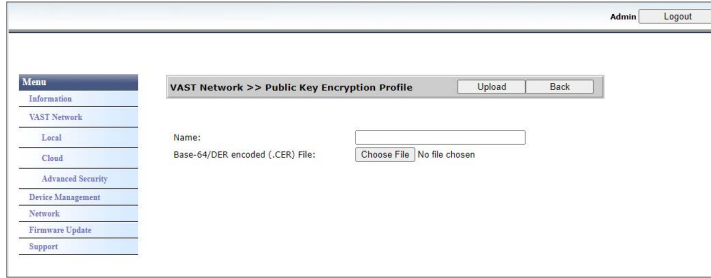 Admin Logout
Menu
Information
VAST Network
Local
Cloud
Advanced Security
Device Management
Network
Firmware Update
Support
VAST Network >> Public Key Encryption Profile Upload Back
Name:
Base-64/DER encoded (.CER) File: Choose File No file chosen